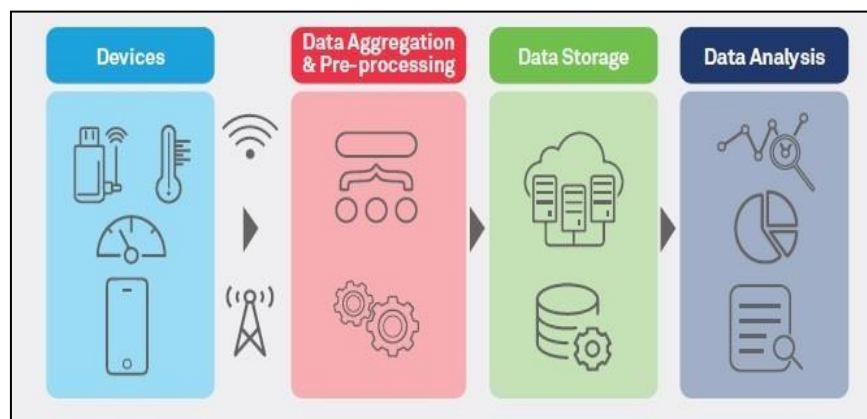 Devices
Data Aggregation
& Pre-processing
Data Storage
Data Analysis